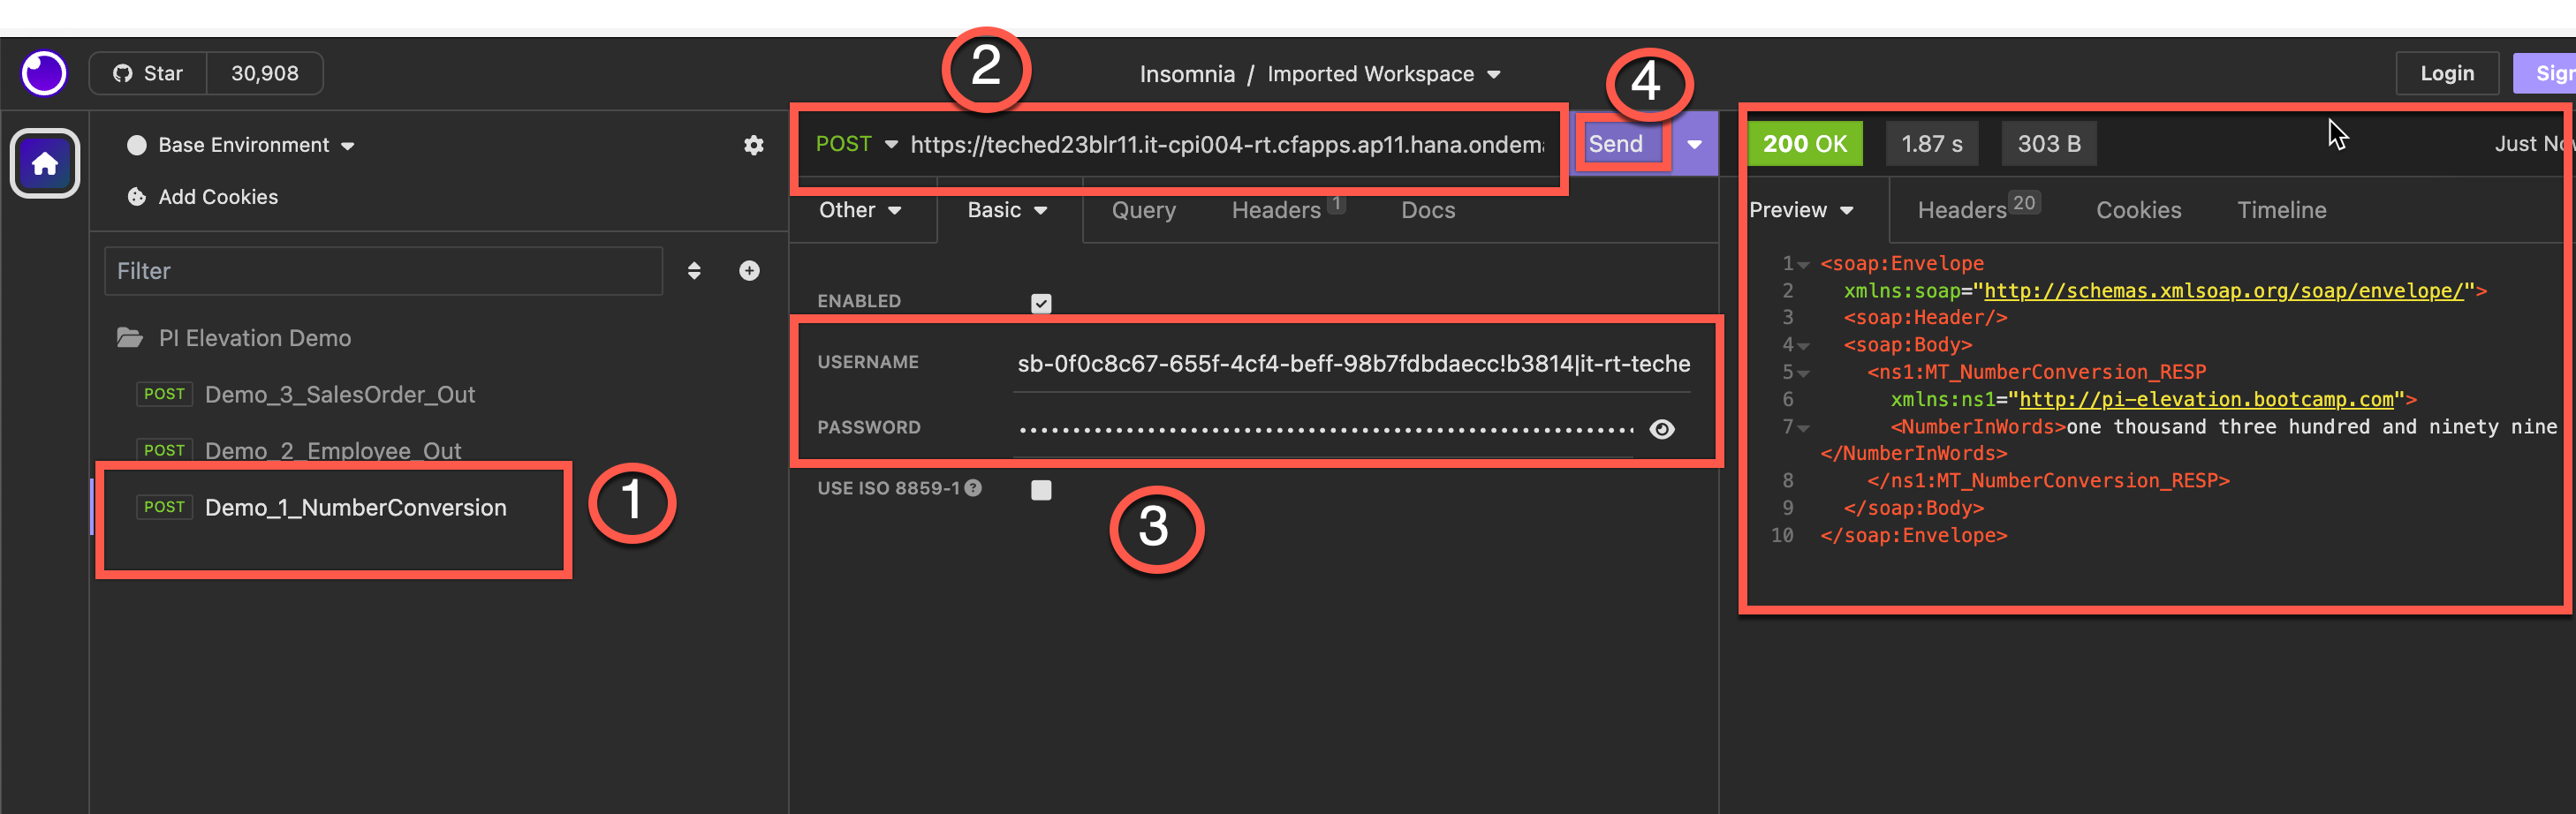 Star 30,908
Insomnia / Imported Workspace
Login
Sign
2
4
Base Environment
Add Cookies
Filter
PI Elevation Demo
POST Demo_3_SalesOrder_Out
POST Demo_2_Employee_Out
POST Demo_1_NumberConversion
1
POST https://teched23blr11.it-cpi004-rt.cfapps.ap11.hana.ondema
Send
Other Basic Query Headers 1 Docs
ENABLED
USERNAME sb-0f0c8c67-655f-4cf4-beff-98b7fdbdaecc!b3814|it-rt-teche
PASSWORD
USE ISO 8859-1
3
200 OK 1.87 s 303 B Just Now
Preview Headers 20 Cookies Timeline
1 <soap:Envelope
2 xmlns:soap="http://schemas.xmlsoap.org/soap/envelope/">
3 <soap:Header/>
4 <soap:Body>
5 <ns1:MT_NumberConversion_RESP
6 xmlns:ns1="http://pi-elevation.bootcamp.com">
7 <NumberInWords>one thousand three hundred and ninety nine
</NumberInWords>
8 </ns1:MT_NumberConversion_RESP>
9 </soap:Body>
10 </soap:Envelope>